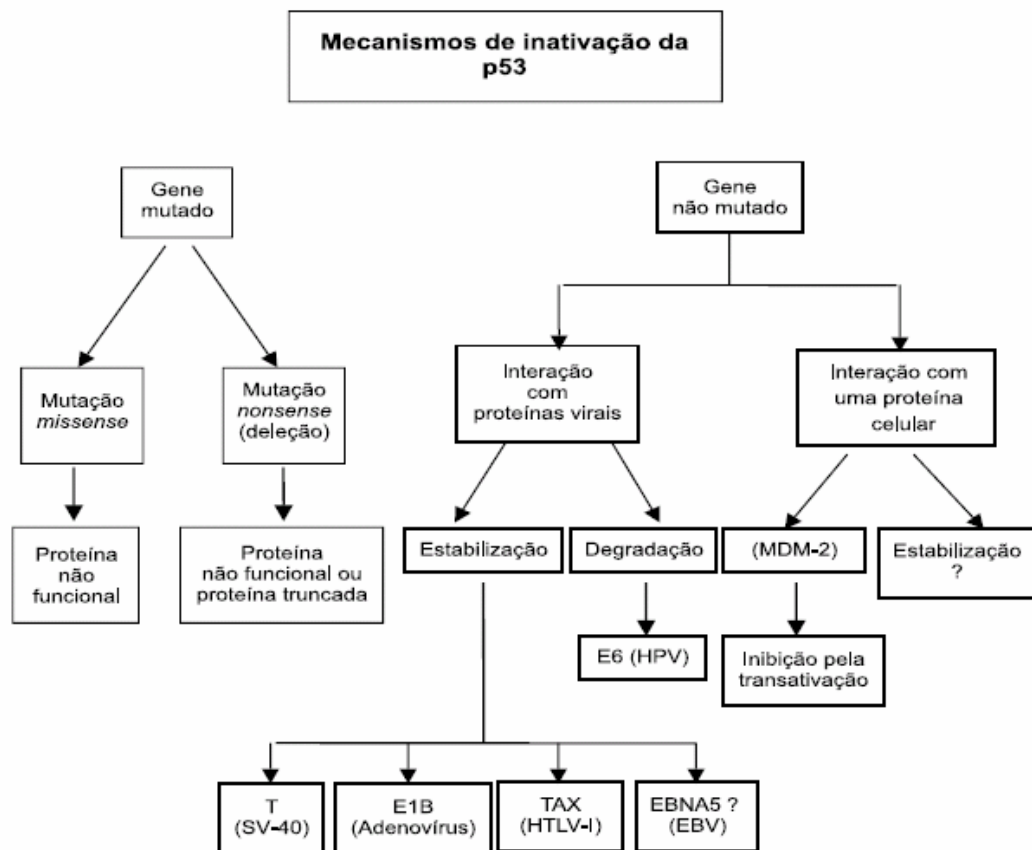 Mecanismos de inativação da
p53
Gene
mutado
Gene
não mutado
Mutação
missense
Mutação
nonsense
(deleção)
Interação
com
proteínas virais
Interação com
uma proteína
celular
Proteína
não
funcional
Proteína
não funcional ou
proteína truncada
Estabilização
Degradação
(MDM-2)
Estabilização
?
E6 (HPV)
Inibição pela
transativação
T
(SV-40)
E1B
(Adenovírus)
TAX
(HTLV-I)
EBNA5 ?
(EBV)